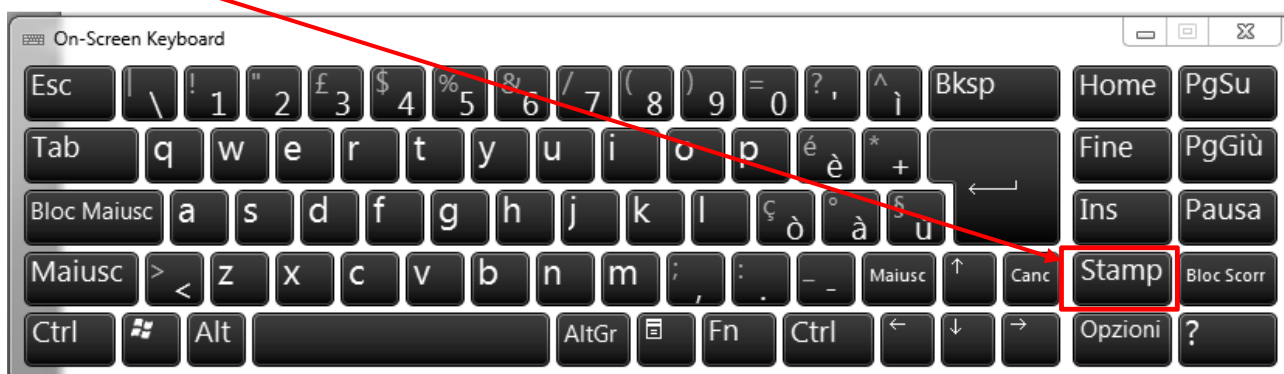 On-Screen Keyboard
Esc | \ ! 1 " 2 £ 3 $ 4 % 5 & 6 / 7 ( 8 ) 9 = 0 ? ' ^ ì Bksp Home PgSu
Tab q w e r t y u i o p é è * + Fine PgGiù
Bloc Maiusc a s d f g h j k l ç ò ° à § ù Ins Pausa
Maiusc > < z x c v b n m ; , : . _ - Maiusc ↑ Canc Stamp Bloc Scorr
Ctrl Alt AltGr Fn Ctrl ← ↓ → Opzioni ?